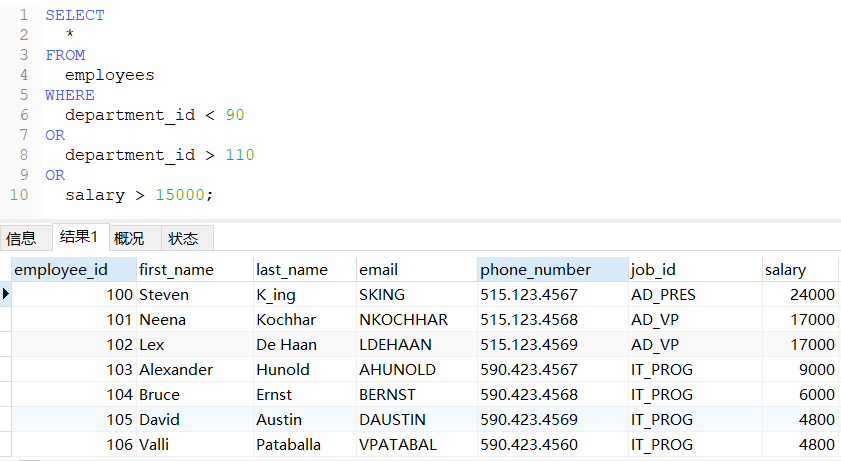 1 SELECT
2 *
3 FROM
4 employees
5 WHERE
6 department_id < 90
7 OR
8 department_id > 110
9 OR
10 salary > 15000;
信息 结果1 概况 状态
employee_id first_name last_name email phone_number job_id salary
100 Steven K_ing SKING 515.123.4567 AD_PRES 24000
101 Neena Kochhar NKOCHHAR 515.123.4568 AD_VP 17000
102 Lex De Haan LDEHAAN 515.123.4569 AD_VP 17000
103 Alexander Hunold AHUNOLD 590.423.4567 IT_PROG 9000
104 Bruce Ernst BERNST 590.423.4568 IT_PROG 6000
105 David Austin DAUSTIN 590.423.4569 IT_PROG 4800
106 Valli Pataballa VPATABAL 590.423.4560 IT_PROG 4800